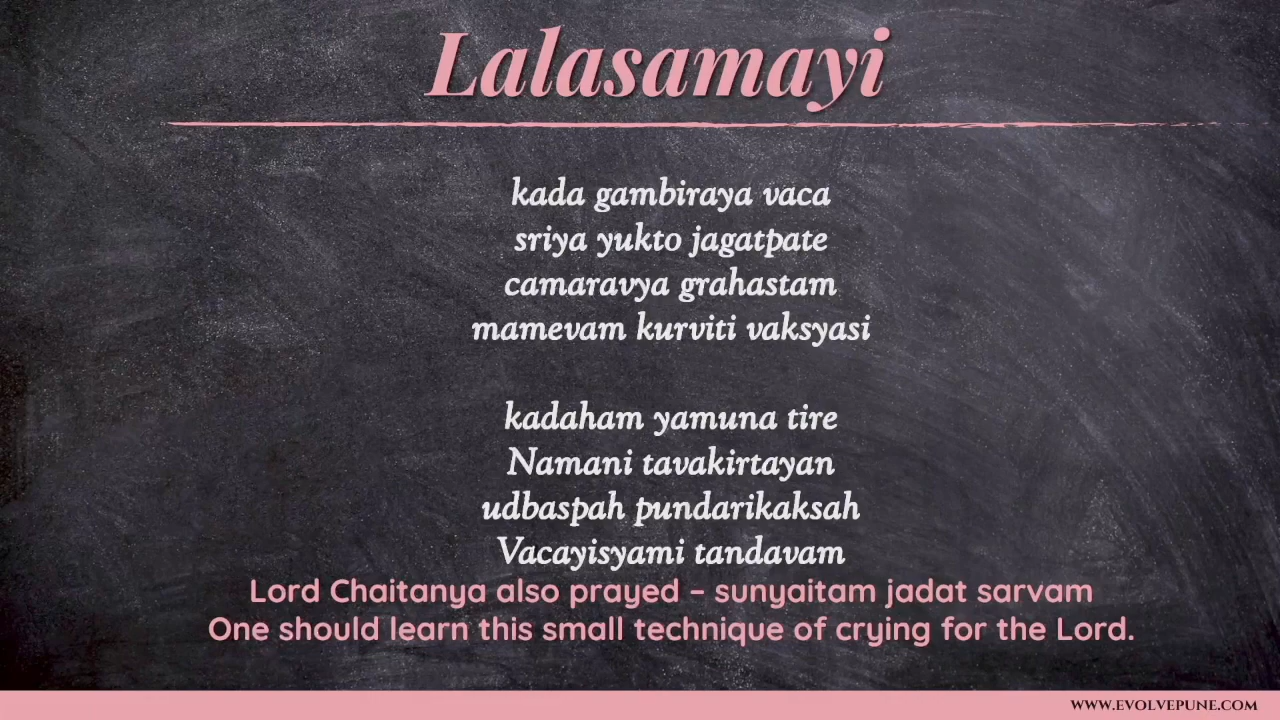 Lalasamayi
kada gambiraya vaca
sriya yukto jagatpate
camaravya grahastam
mamevam kurviti vaksyasi
kadaham yamuna tire
Namani tavakirtayan
udbaspah pundarikaksah
Vacayisyami tandavam
Lord Chaitanya also prayed – sunyaitam jadat sarvam
One should learn this small technique of crying for the Lord.
WWW.EVOLVEPUNE.COM